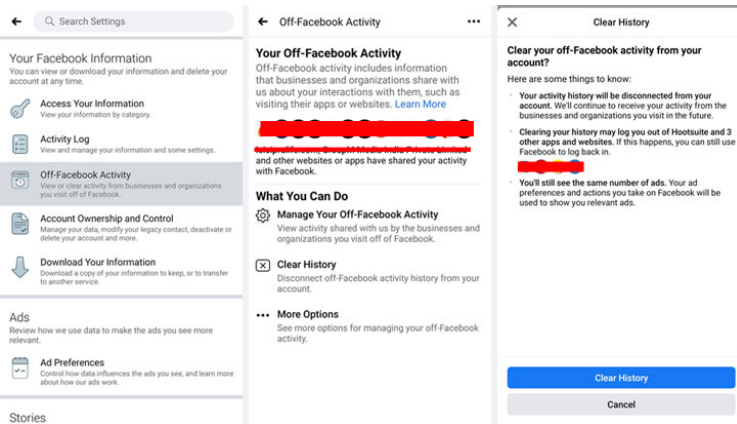 Search Settings
Your Facebook Information
You can view or download your information and delete your
account at any time.
Access Your Information
View your information by category.
Activity Log
View and manage your information and some settings.
Off-Facebook Activity
View or clear activity from businesses and organizations
you visit off of Facebook.
Account Ownership and Control
Manage your data, modify your legacy contact, deactivate or
delete your account and more.
Download Your Information
Download a copy of your information to keep, or to transfer
to another service.
Ads
Review how we use data to make the ads you see more
relevant.
Ad Preferences
Control how data influences the ads you see, and learn more
about how our ads work.
Stories
Off-Facebook Activity
Your Off-Facebook Activity
Off-Facebook activity includes information
that businesses and organizations share with
us about your interactions with them, such as
visiting their apps or websites. Learn More
Media India Private Limited
and other websites or apps have shared your activity
with Facebook.
What You Can Do
Manage Your Off-Facebook Activity
View activity shared with us by the businesses and
organizations you visit off of Facebook.
Clear History
Disconnect off-Facebook activity history from your
account.
More Options
See more options for managing your off-Facebook
activity.
Clear History
Clear your off-Facebook activity from your
account?
Here are some things to know:
· Your activity history will be disconnected from your
account. We'll continue to receive your activity from the
businesses and organizations you visit in the future.
· Clearing your history may log you out of Hootsuite and 3
other apps and websites. If this happens, you can still use
Facebook to log back in.
· You'll still see the same number of ads. Your ad
preferences and actions you take on Facebook will be
used to show you relevant ads.
Clear History
Cancel